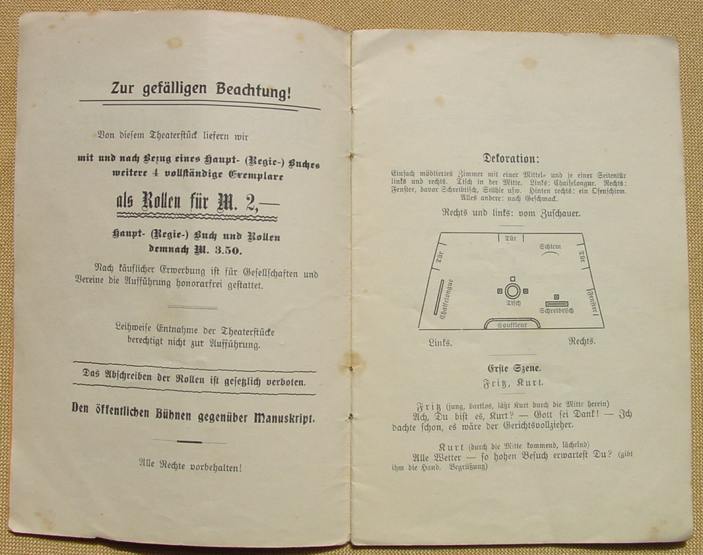 Zur gefälligen Beachtung!
Von diesem Theaterstück liefern wir
mit und nach Bezug eines Haupt- (Regie-) Buches
weitere 4 vollständige Exemplare
als Rollen für M. 2,—
Haupt- (Regie-) Buch und Rollen
demnach M. 3.50.
Nach käuflicher Erwerbung ist für Gesellschaften und
Vereine die Aufführung honorarfrei gestattet.
Leihweise Entnahme der Theaterstücke
berechtigt nicht zur Aufführung.
Das Abschreiben der Rollen ist gesetzlich verboten.
Den öffentlichen Bühnen gegenüber Manuskript.
Alle Rechte vorbehalten!
Dekoration:
Einfach möbliertes Zimmer mit einer Mittel- und je einer Seitentür
links und rechts. Tisch in der Mitte. Links: Chaiselongue. Rechts:
Fenster, davor Schreibtisch, Stühle usw. Hinten rechts: ein Ofenschirm.
Alles andere: nach Geschmack.
Rechts und links: vom Zuschauer.
Tür
Schirm
Tür
Tür
Chaiselongue
Tisch
Schreibtisch
Fenster
Souffleur
Links.
Rechts.
Erste Szene.
Fritz, Kurt.
Fritz (jung, bartlos, läßt Kurt durch die Mitte herein)
Ach, Du bist es, Kurt? — Gott sei Dank! — Ich
dachte schon, es wäre der Gerichtsvollzieher.
Kurt (durch die Mitte kommend, lächelnd)
Alle Wetter — so hohen Besuch erwartest Du? (gibt
ihm die Hand. Begrüßung)